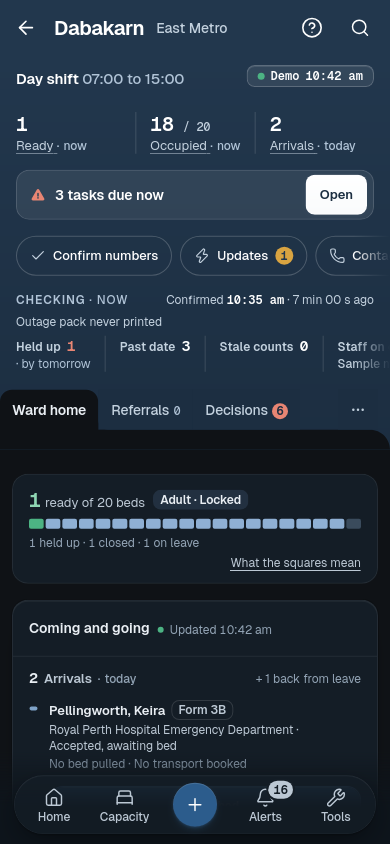 Dabakarn East Metro
Day shift 07:00 to 15:00
Demo 10:42 am
1 18 / 20 2
Ready · now Occupied · now Arrivals · today
3 tasks due now Open
Confirm numbers Updates 1
CHECKING · NOW Confirmed 10:35 am · 7 min 00 s ago
Outage pack never printed
Held up 1 Past date 3 Stale counts 0 Staff on
· by tomorrow Sample
Ward home Referrals 0 Decisions 6 ···
1 ready of 20 beds Adult · Locked
1 held up · 1 closed · 1 on leave
What the squares mean
Coming and going Updated 10:42 am
2 Arrivals · today + 1 back from leave
Pellingworth, Keira Form 3B
Royal Perth Hospital Emergency Department ·
Accepted, awaiting bed
No bed pulled · No transport booked
16
Home Capacity Alerts Tools